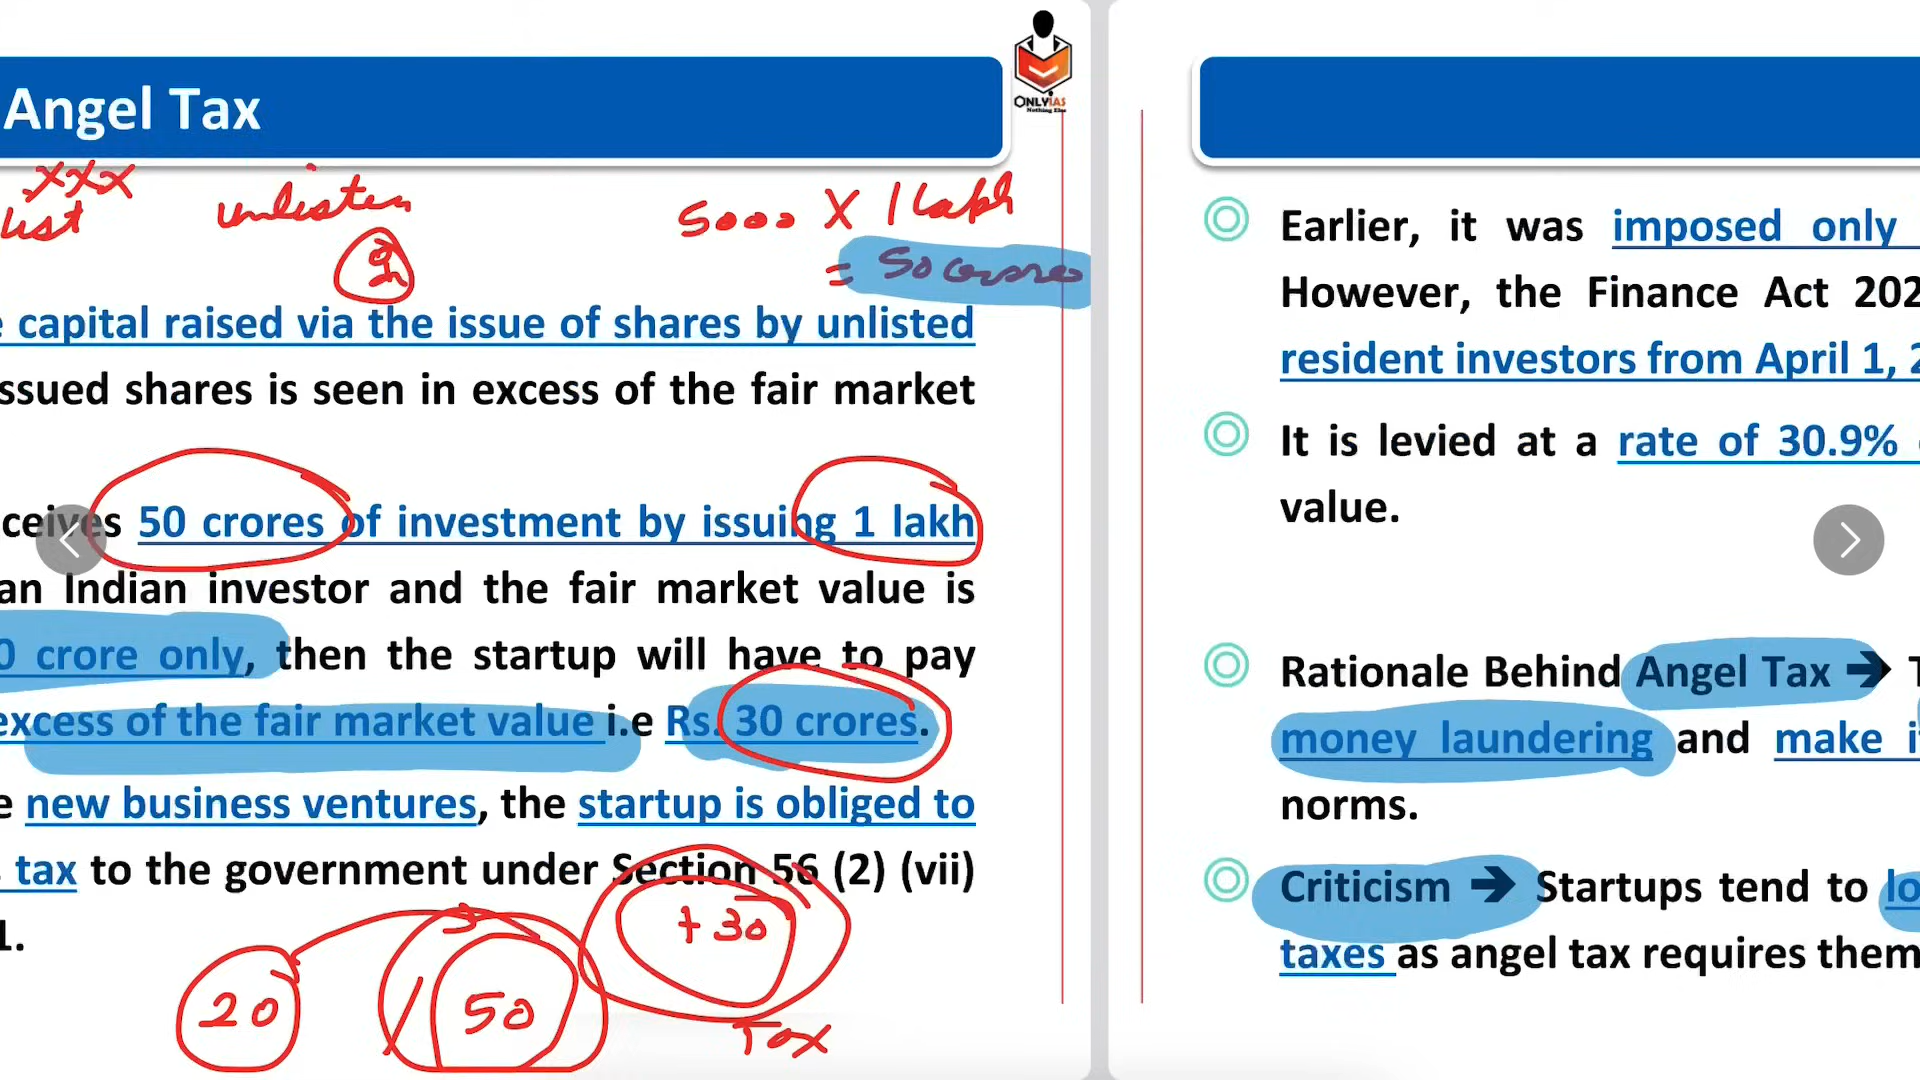 Angel Tax
ONLYIAS
Nothing Else
xxx
list
unlisten
5000 X 1 lakh
= 50 crores
capital raised via the issue of shares by unlisted
ssued shares is seen in excess of the fair market
ceives 50 crores of investment by issuing 1 lakh
an Indian investor and the fair market value is
0 crore only, then the startup will have to pay
excess of the fair market value i.e Rs. 30 crores.
e new business ventures, the startup is obliged to
tax to the government under Section 56 (2) (vii)
1.
+ 30
20
50
Tax
Earlier, it was imposed only
However, the Finance Act 202
resident investors from April 1, 2
It is levied at a rate of 30.9%
value.
Rationale Behind Angel Tax ➔ T
money laundering and make i
norms.
Criticism ➔ Startups tend to lo
taxes as angel tax requires them